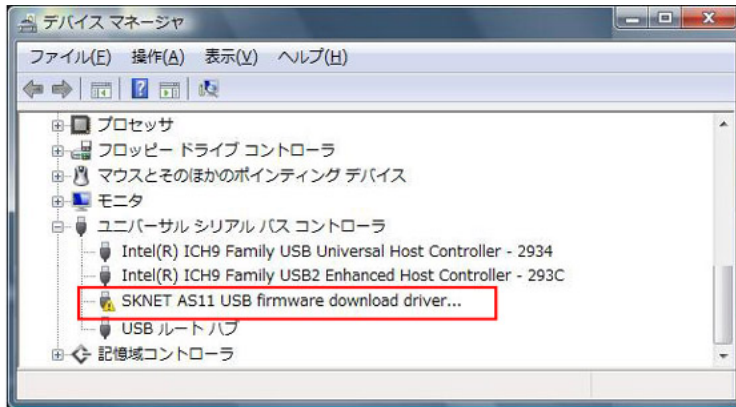 デバイス マネージャ
ファイル(F) 操作(A) 表示(V) ヘルプ(H)
プロセッサ
フロッピー ドライブ コントローラ
マウスとそのほかのポインティング デバイス
モニタ
ユニバーサル シリアル バス コントローラ
Intel(R) ICH9 Family USB Universal Host Controller - 2934
Intel(R) ICH9 Family USB2 Enhanced Host Controller - 293C
SKNET AS11 USB firmware download driver...
USB ルート ハブ
記憶域コントローラ